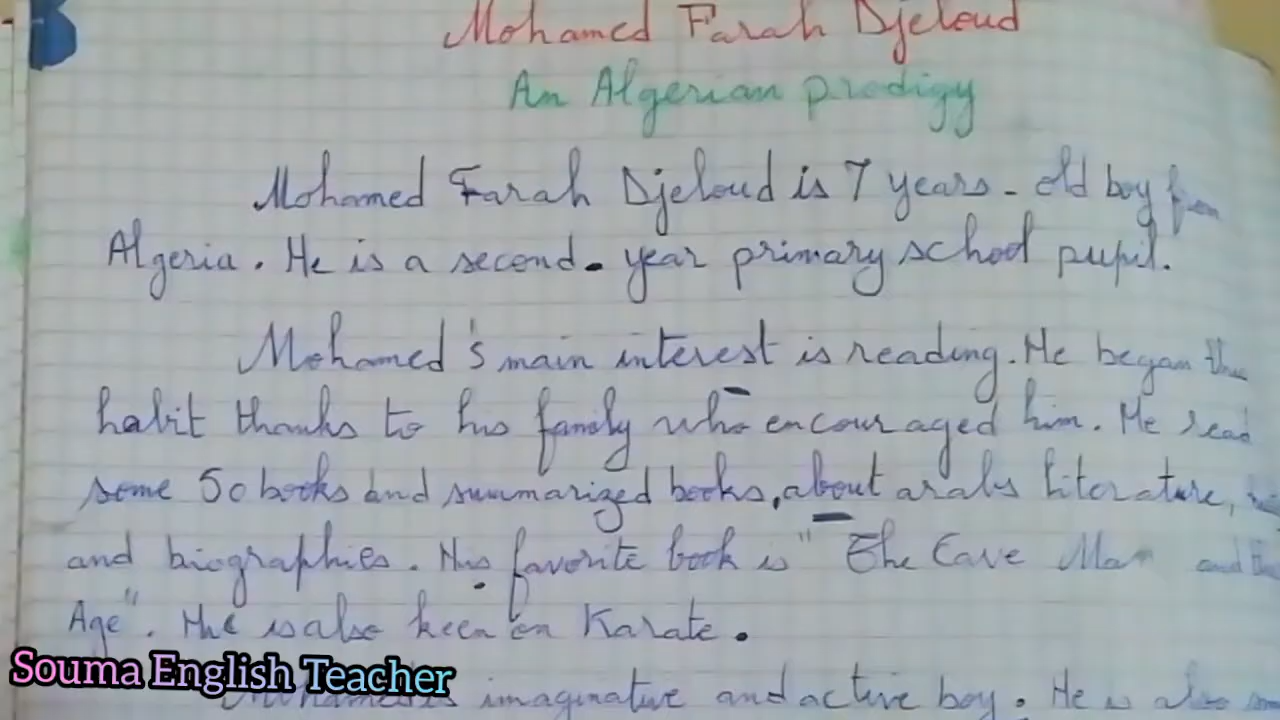 Mohamed Farah Djeloud
An Algerian prodigy
Mohamed Farah Djeloud is 7 years - old boy from
Algeria. He is a second - year primary school pupil.
Mohamed's main interest is reading. He began
habit thanks to his family who encouraged him. He read
some 50 books and summarized books, about arabs literature,
and biographies. His favorite book is "The Cave Man and the
Age". He is also keen on Karate.
Souma English Teacher
Mohamed is imaginative and active boy. He is also